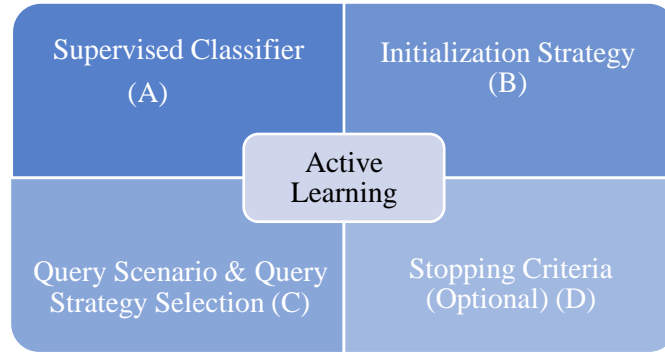 Supervised Classifier
(A)
Initialization Strategy
(B)
Active
Learning
Query Scenario & Query
Strategy Selection (C)
Stopping Criteria
(Optional) (D)